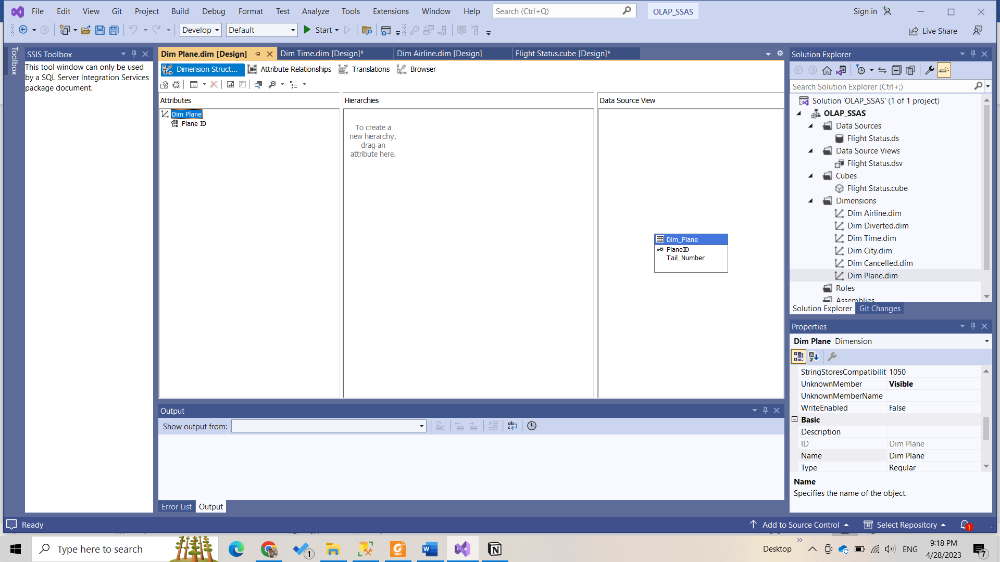 File Edit View Git Project Build Debug Format Test Analyze Tools Extensions Window Help Search (Ctrl+Q) OLAP_SSAS Sign in
Develop Default Start Live Share
Toolbox
SSIS Toolbox
This tool window can only be used
by a SQL Server Integration Services
package document.
Dim Plane.dim [Design] Dim Time.dim [Design]* Dim Airline.dim [Design] Flight Status.cube [Design]*
Dimension Struct... Attribute Relationships Translations Browser
Attributes Hierarchies Data Source View
Dim Plane
Plane ID
To create a
new hierarchy,
drag an
attribute here.
Dim_Plane
PlaneID
Tail_Number
Output
Show output from:
Error List Output
Solution Explorer
Search Solution Explorer (Ctrl+;)
Solution 'OLAP_SSAS' (1 of 1 project)
OLAP_SSAS
Data Sources
Flight Status.ds
Data Source Views
Flight Status.dsv
Cubes
Flight Status.cube
Dimensions
Dim Airline.dim
Dim Diverted.dim
Dim Time.dim
Dim City.dim
Dim Cancelled.dim
Dim Plane.dim
Roles
Assemblies
Solution Explorer Git Changes
Properties
Dim Plane Dimension
StringStoresCompatibilit 1050
UnknownMember Visible
UnknownMemberName
WriteEnabled False
Basic
Description
ID Dim Plane
Name Dim Plane
Type Regular
Name
Specifies the name of the object.
Ready Add to Source Control Select Repository 1
Type here to search 1 Desktop ENG 9:18 PM
4/28/2023 7